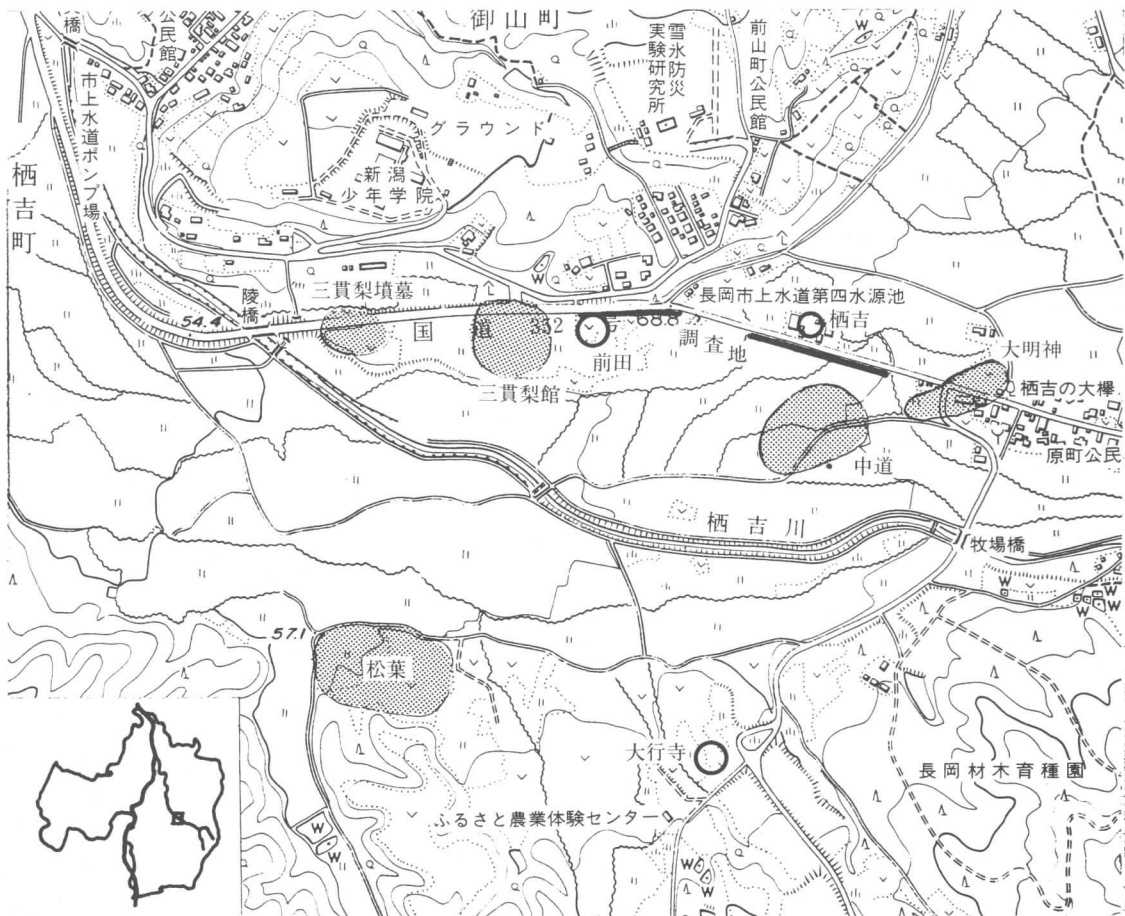 御山町
橋
公民館
市上水道ポンプ場
栖吉町
グラウンド
新潟
少年学院
雪氷防災
実験研究所
前山町公民館
陵橋
54.4
三貫梨墳墓
国道
352
号
68.8
三貫梨館
前田
調査地
長岡市上水道第四水源池
栖吉
大明神
栖吉の大欅
原町公民
中道
栖吉川
牧場橋
57.1
松葉
大行寺
長岡材木育種園
ふるさと農業体験センター